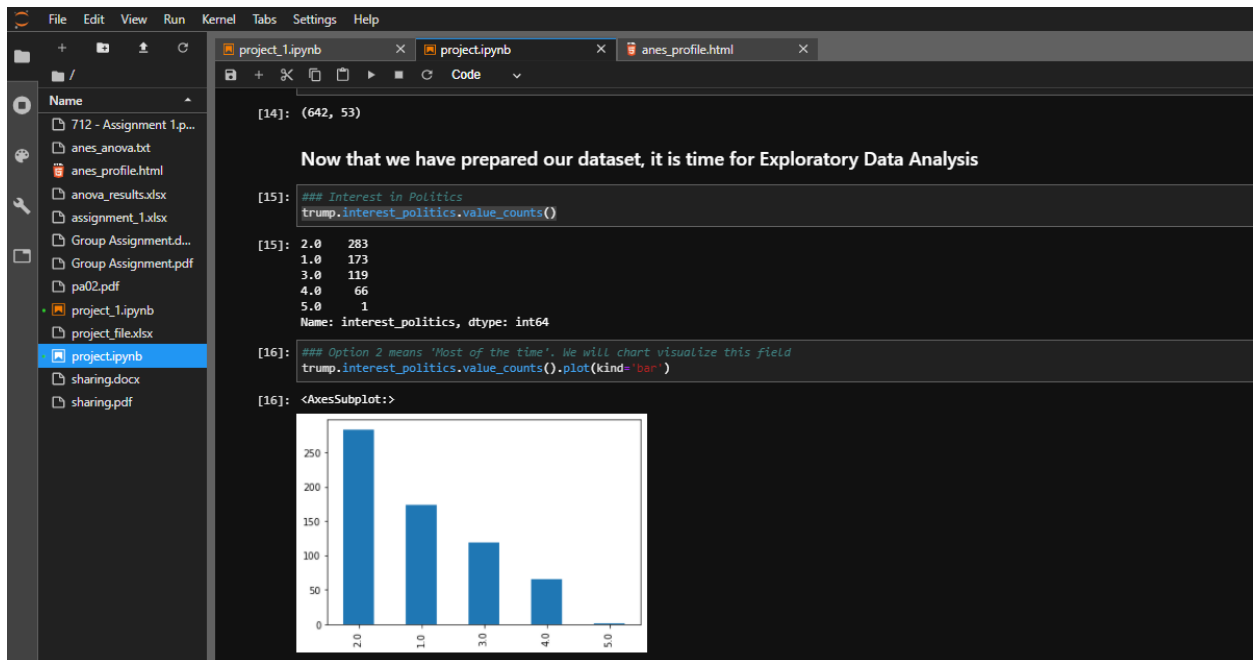 File Edit View Run Kernel Tabs Settings Help
project_1.ipynb
project.ipynb
anes_profile.html
/
Code
Name
712 - Assignment 1.p...
anes_anova.txt
anes_profile.html
anova_results.xlsx
assignment_1.xlsx
Group Assignment.d...
Group Assignment.pdf
pa02.pdf
project_1.ipynb
project_file.xlsx
project.ipynb
sharing.docx
sharing.pdf
[14]: (642, 53)
Now that we have prepared our dataset, it is time for Exploratory Data Analysis
[15]: ### Interest in Politics
trump.interest_politics.value_counts()
[15]: 2.0 283
1.0 173
3.0 119
4.0 66
5.0 1
Name: interest_politics, dtype: int64
[16]: ### Option 2 means 'Most of the time'. We will chart visualize this field
trump.interest_politics.value_counts().plot(kind='bar')
[16]: <AxesSubplot:>
250
200
150
100
50
0
2.0 1.0 3.0 4.0 5.0